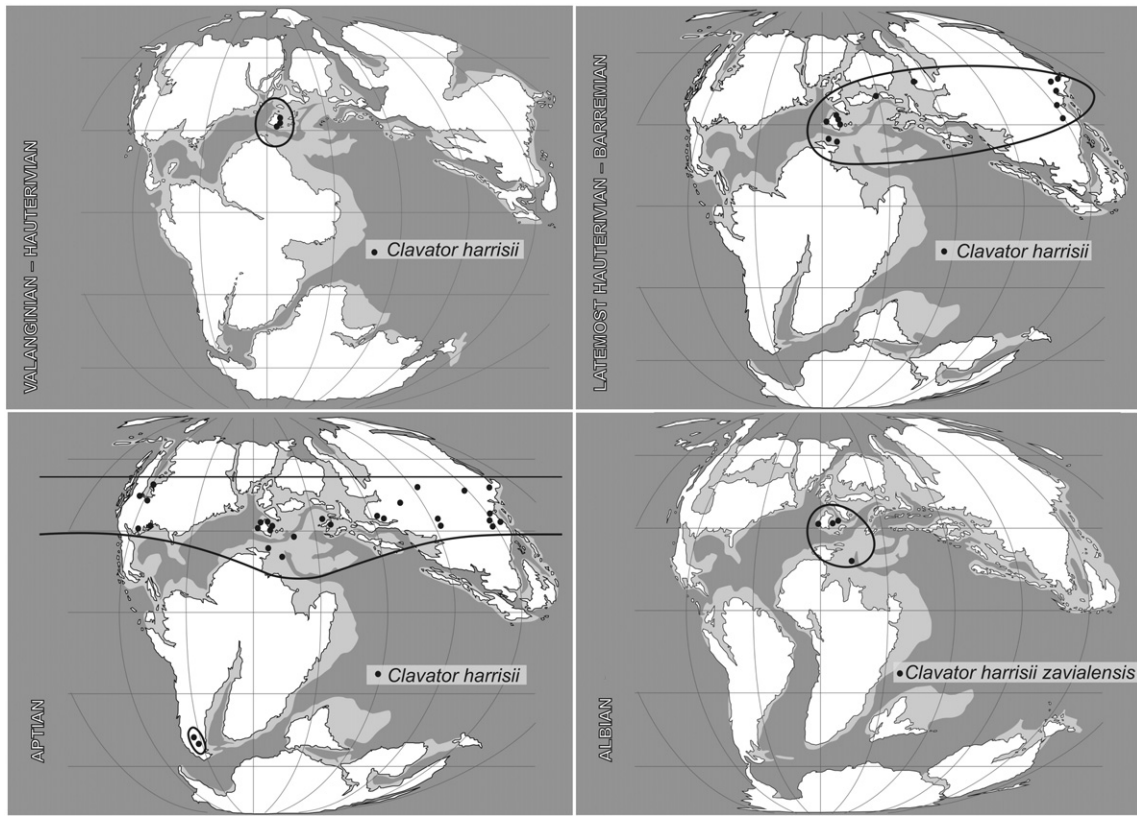 VALANGINIAN – HAUTERIVIAN
Clavator harrisii
LATEMOST HAUTERIVIAN – BARREMIAN
Clavator harrisii
APTIAN
Clavator harrisii
ALBIAN
Clavator harrisii zavialensis